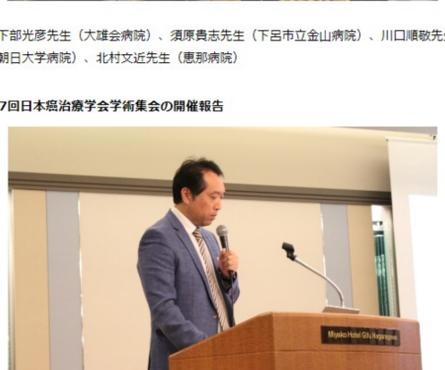 下部光彦先生（大雄会病院）、須原貴志先生（下呂市立金山病院）、川口順敬先
朝日大学病院）、北村文近先生（恵那病院）
7回日本癌治療学会学術集会の開催報告
Miyako Hotel Gifu Nagaragawa